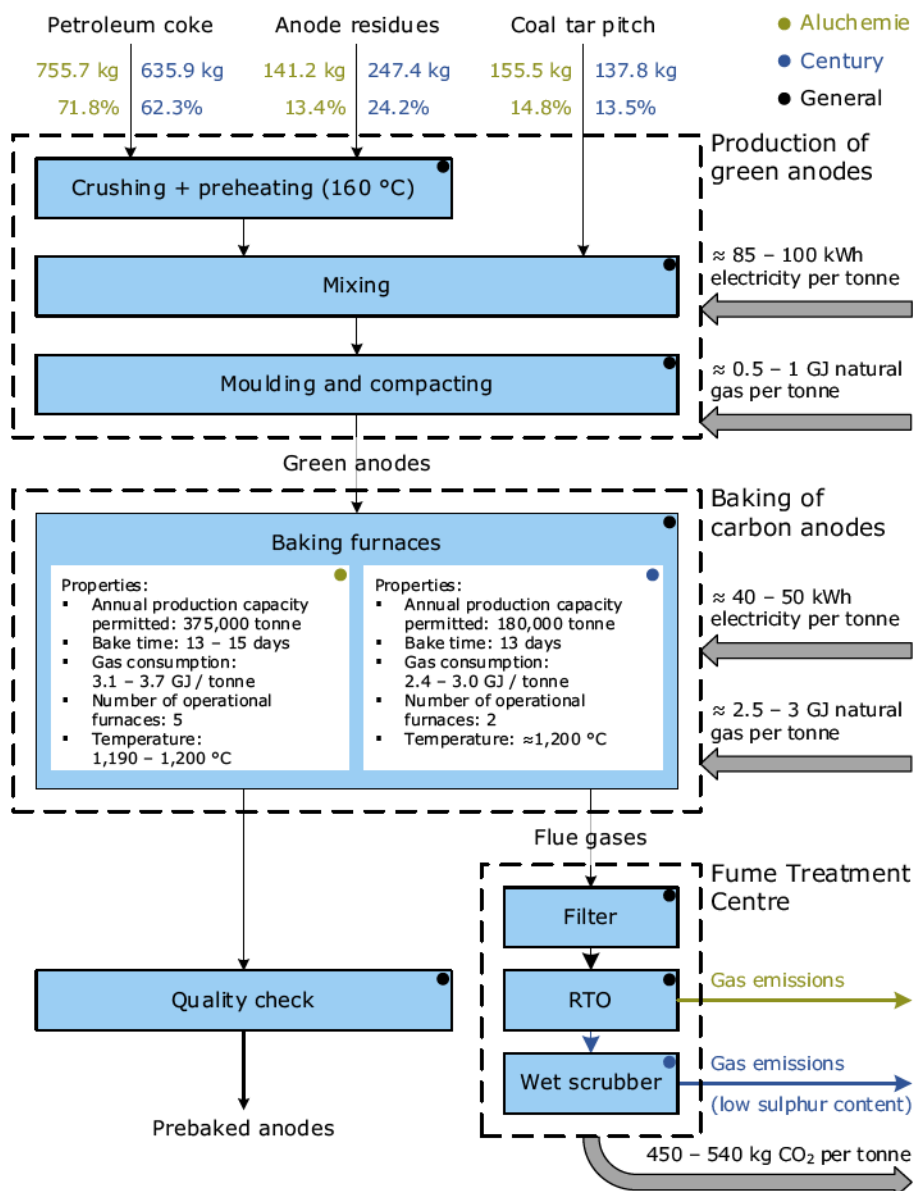 Petroleum coke
Anode residues
Coal tar pitch
Aluchemie
Century
General
755.7 kg
635.9 kg
141.2 kg
247.4 kg
155.5 kg
137.8 kg
71.8%
62.3%
13.4%
24.2%
14.8%
13.5%
Production of
green anodes
Crushing + preheating (160 °C)
Mixing
≈ 85 – 100 kWh
electricity per tonne
Moulding and compacting
≈ 0.5 – 1 GJ natural
gas per tonne
Green anodes
Baking of
carbon anodes
Baking furnaces
Properties:
▪ Annual production capacity
permitted: 375,000 tonne
▪ Bake time: 13 – 15 days
▪ Gas consumption:
3.1 – 3.7 GJ / tonne
▪ Number of operational
furnaces: 5
▪ Temperature:
1,190 – 1,200 °C
Properties:
▪ Annual production capacity
permitted: 180,000 tonne
▪ Bake time: 13 days
▪ Gas consumption:
2.4 – 3.0 GJ / tonne
▪ Number of operational
furnaces: 2
▪ Temperature: ≈1,200 °C
≈ 40 – 50 kWh
electricity per tonne
≈ 2.5 – 3 GJ natural
gas per tonne
Flue gases
Fume Treatment
Centre
Filter
Quality check
RTO
Gas emissions
Wet scrubber
Gas emissions
(low sulphur content)
Prebaked anodes
450 – 540 kg CO₂ per tonne